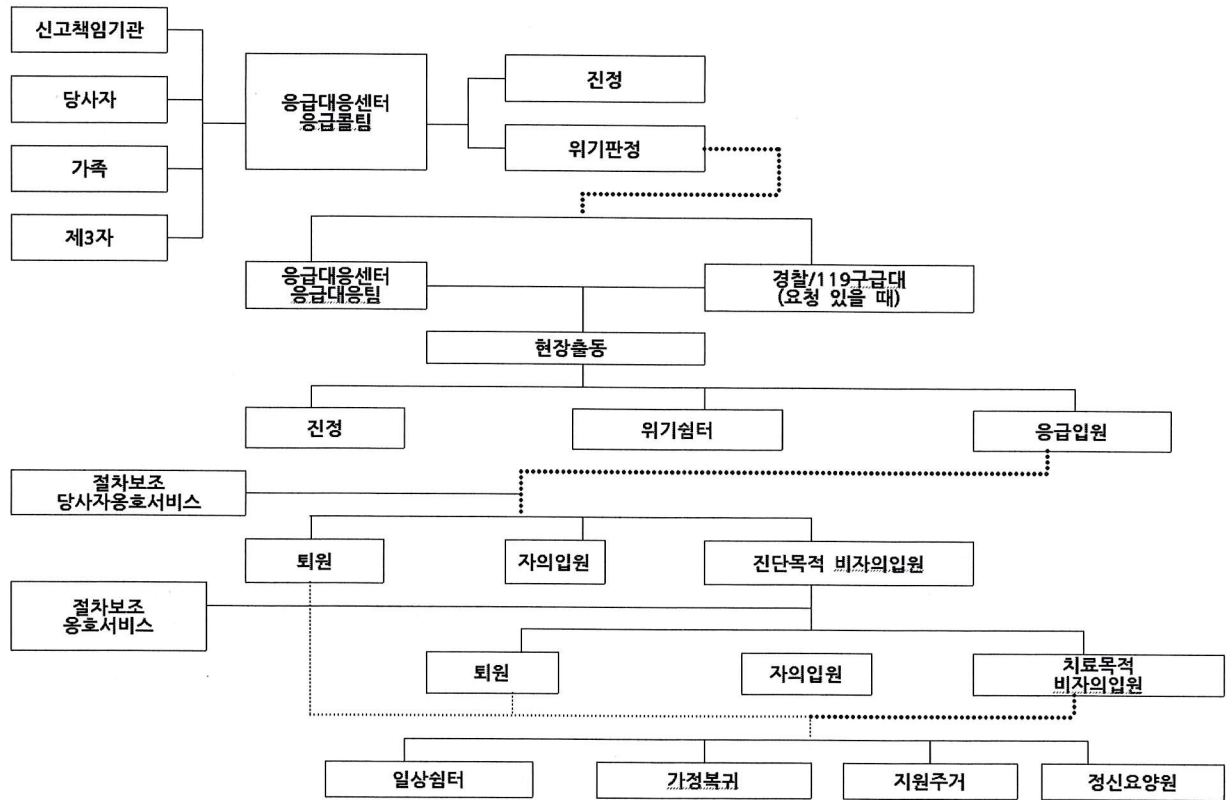 신고책임기관
당사자
가족
제3자
응급대응센터
응급콜팀
진정
위기판정
응급대응센터
응급대응팀
경찰/119구급대
(요청 있을 때)
현장출동
진정
위기쉼터
응급입원
절차보조
당사자옹호서비스
퇴원
자의입원
진단목적 비자의입원
절차보조
옹호서비스
퇴원
자의입원
치료목적
비자의입원
일상쉼터
가정복귀
지원주거
정신요양원